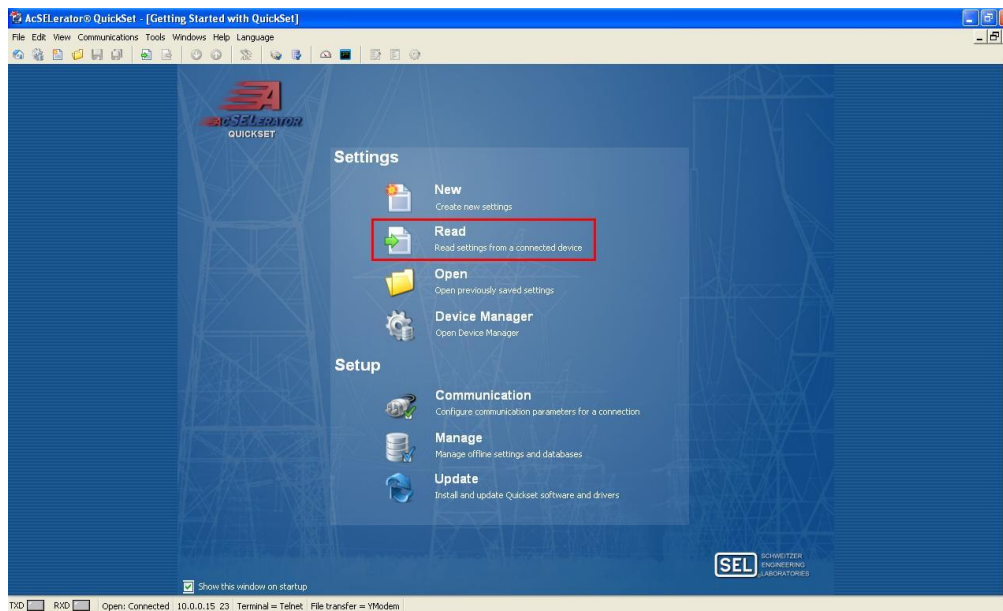 AcSELerator® QuickSet - [Getting Started with QuickSet]
File Edit View Communications Tools Windows Help Language
ACSELERATOR
QUICKSET
Settings
New
Create new settings
Read
Read settings from a connected device
Open
Open previously saved settings
Device Manager
Open Device Manager
Setup
Communication
Configure communication parameters for a connection
Manage
Manage offline settings and databases
Update
Install and update Quickset software and drivers
SEL SCHWEITZER
ENGINEERING
LABORATORIES
Show this window on startup
TXD RXD Open: Connected 10.0.0.15 23 Terminal = Telnet File transfer = YModem